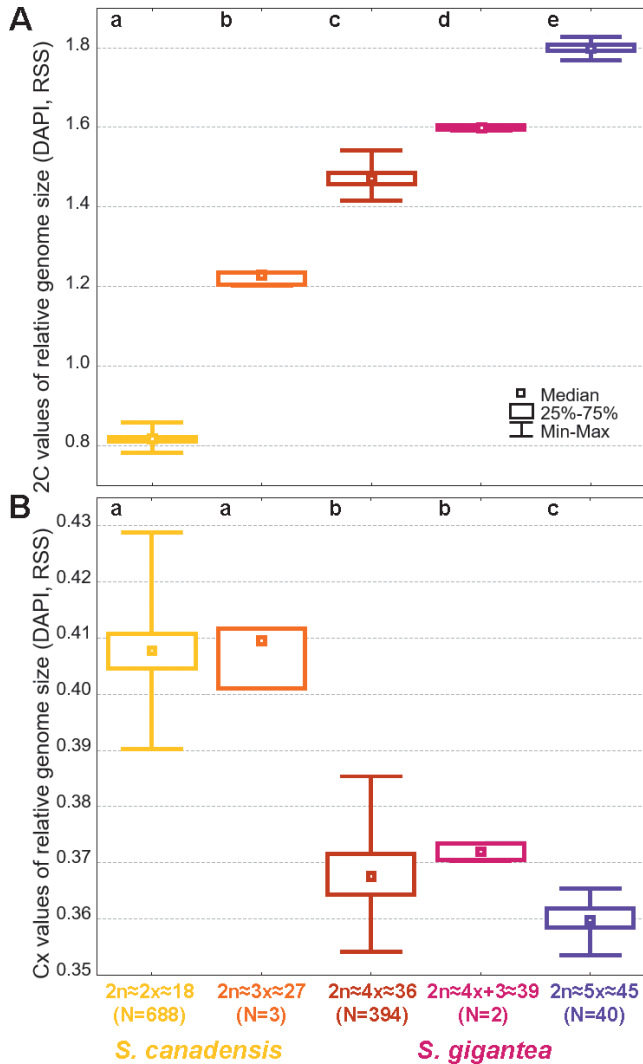 A
a b c d e
2C values of relative genome size (DAPI, RSS)
1.8
1.6
1.4
1.2
1.0
0.8
Median
25%-75%
Min-Max
B
a a b b c
Cx values of relative genome size (DAPI, RSS)
0.43
0.42
0.41
0.40
0.39
0.38
0.37
0.36
0.35
2n≈2x≈18 2n≈3x≈27 2n≈4x≈36 2n≈4x+3≈39 2n≈5x≈45
(N=688) (N=3) (N=394) (N=2) (N=40)
S. canadensis S. gigantea